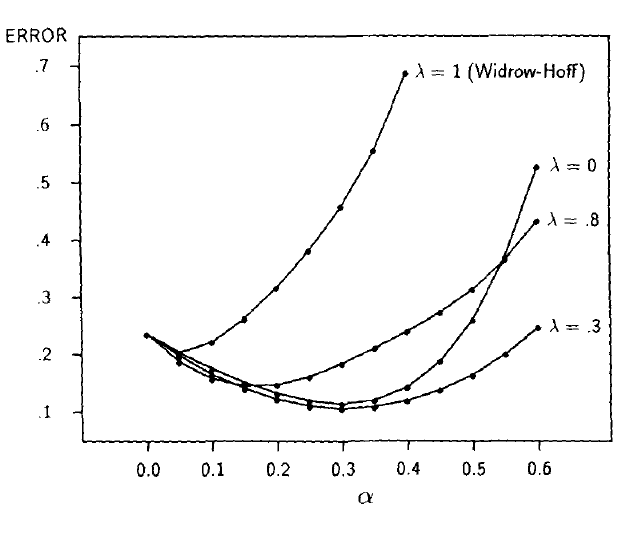 ERROR
.7
λ = 1 (Widrow-Hoff)
.6
.5
λ = 0
.4
λ = .8
.3
λ = .3
.2
.1
0.0 0.1 0.2 0.3 0.4 0.5 0.6
α